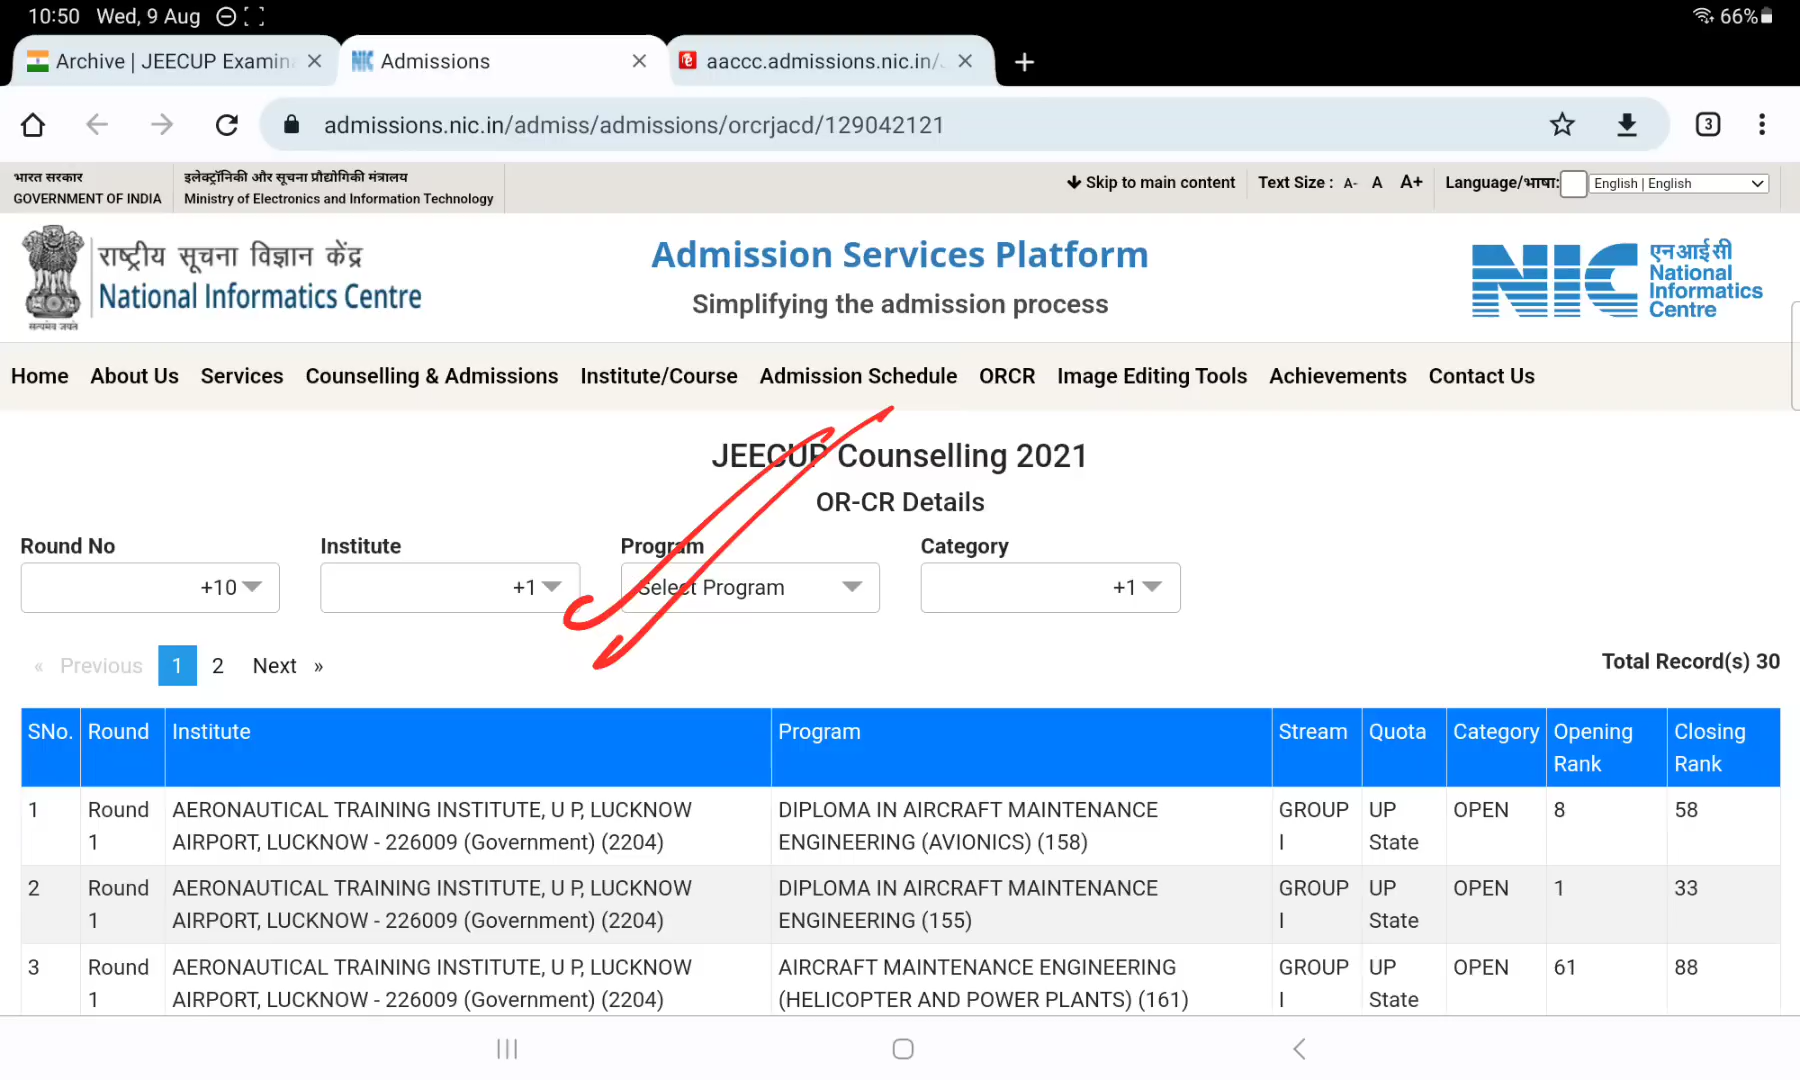 10:50 Wed, 9 Aug 66%
Archive | JEECUP Examin
Admissions
aaccc.admissions.nic.in/
admissions.nic.in/admiss/admissions/orcrjacd/129042121
3
भारत सरकार
GOVERNMENT OF INDIA
इलेक्ट्रॉनिकी और सूचना प्रौद्योगिकी मंत्रालय
Ministry of Electronics and Information Technology
Skip to main content
Text Size : A- A A+
Language/भाषा: English | English
सत्यमेव जयते
राष्ट्रीय सूचना विज्ञान केंद्र
National Informatics Centre
Admission Services Platform
Simplifying the admission process
NIC
एनआईसी
National
Informatics
Centre
Home About Us Services Counselling & Admissions Institute/Course Admission Schedule ORCR Image Editing Tools Achievements Contact Us
JEECUP Counselling 2021
OR-CR Details
Round No Institute Program Category
+10 +1 Select Program +1
« Previous 1 2 Next »
Total Record(s) 30
SNo. Round Institute Program Stream Quota Category Opening Closing
Rank Rank
1 Round AERONAUTICAL TRAINING INSTITUTE, U P, LUCKNOW DIPLOMA IN AIRCRAFT MAINTENANCE GROUP UP OPEN 8 58
1 AIRPORT, LUCKNOW - 226009 (Government) (2204) ENGINEERING (AVIONICS) (158) I State
2 Round AERONAUTICAL TRAINING INSTITUTE, U P, LUCKNOW DIPLOMA IN AIRCRAFT MAINTENANCE GROUP UP OPEN 1 33
1 AIRPORT, LUCKNOW - 226009 (Government) (2204) ENGINEERING (155) I State
3 Round AERONAUTICAL TRAINING INSTITUTE, U P, LUCKNOW AIRCRAFT MAINTENANCE ENGINEERING GROUP UP OPEN 61 88
1 AIRPORT, LUCKNOW - 226009 (Government) (2204) (HELICOPTER AND POWER PLANTS) (161) I State